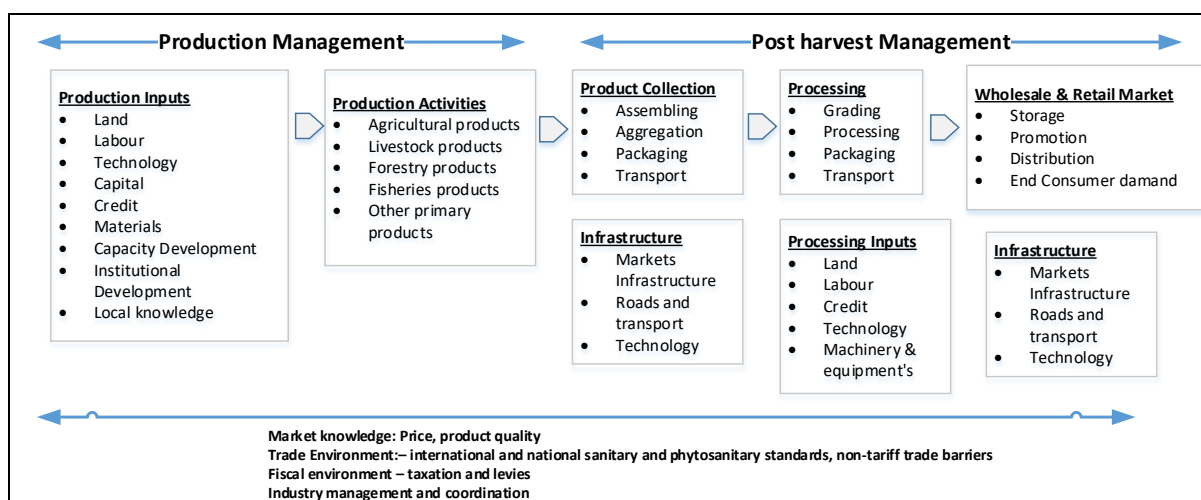 Production Management
Post harvest Management
Production Inputs
• Land
• Labour
• Technology
• Capital
• Credit
• Materials
• Capacity Development
• Institutional
Development
• Local knowledge
Production Activities
• Agricultural products
• Livestock products
• Forestry products
• Fisheries products
• Other primary
products
Product Collection
• Assembling
• Aggregation
• Packaging
• Transport
Processing
• Grading
• Processing
• Packaging
• Transport
Wholesale & Retail Market
• Storage
• Promotion
• Distribution
• End Consumer damand
Infrastructure
• Markets
Infrastructure
• Roads and
transport
• Technology
Processing Inputs
• Land
• Labour
• Credit
• Technology
• Machinery &
equipment's
Infrastructure
• Markets
Infrastructure
• Roads and
transport
• Technology
Market knowledge: Price, product quality
Trade Environment:– international and national sanitary and phytosanitary standards, non-tariff trade barriers
Fiscal environment – taxation and levies
Industry management and coordination